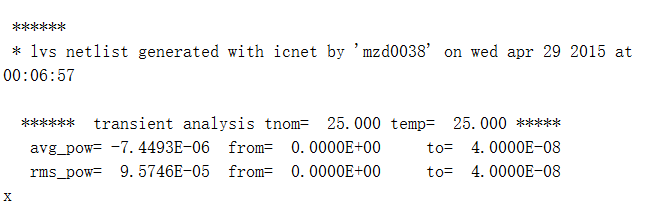 ******
* lvs netlist generated with icnet by 'mzd0038' on wed apr 29 2015 at
00:06:57
****** transient analysis tnom= 25.000 temp= 25.000 *****
avg_pow= -7.4493E-06 from= 0.0000E+00 to= 4.0000E-08
rms_pow= 9.5746E-05 from= 0.0000E+00 to= 4.0000E-08
x